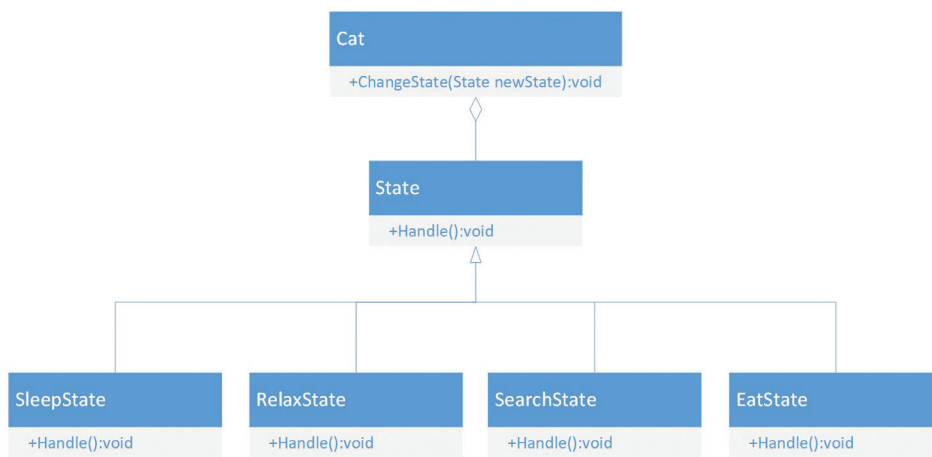 Cat
+ChangeState(State newState):void
State
+Handle():void
SleepState
+Handle():void
RelaxState
+Handle():void
SearchState
+Handle():void
EatState
+Handle():void